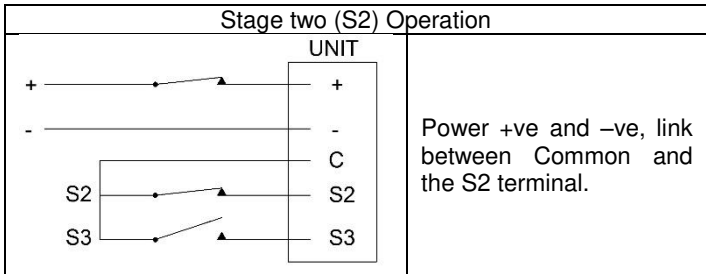 Stage two (S2) Operation
UNIT
+ +
- -
C
S2 S2
S3 S3
Power +ve and –ve, link
between Common and
the S2 terminal.